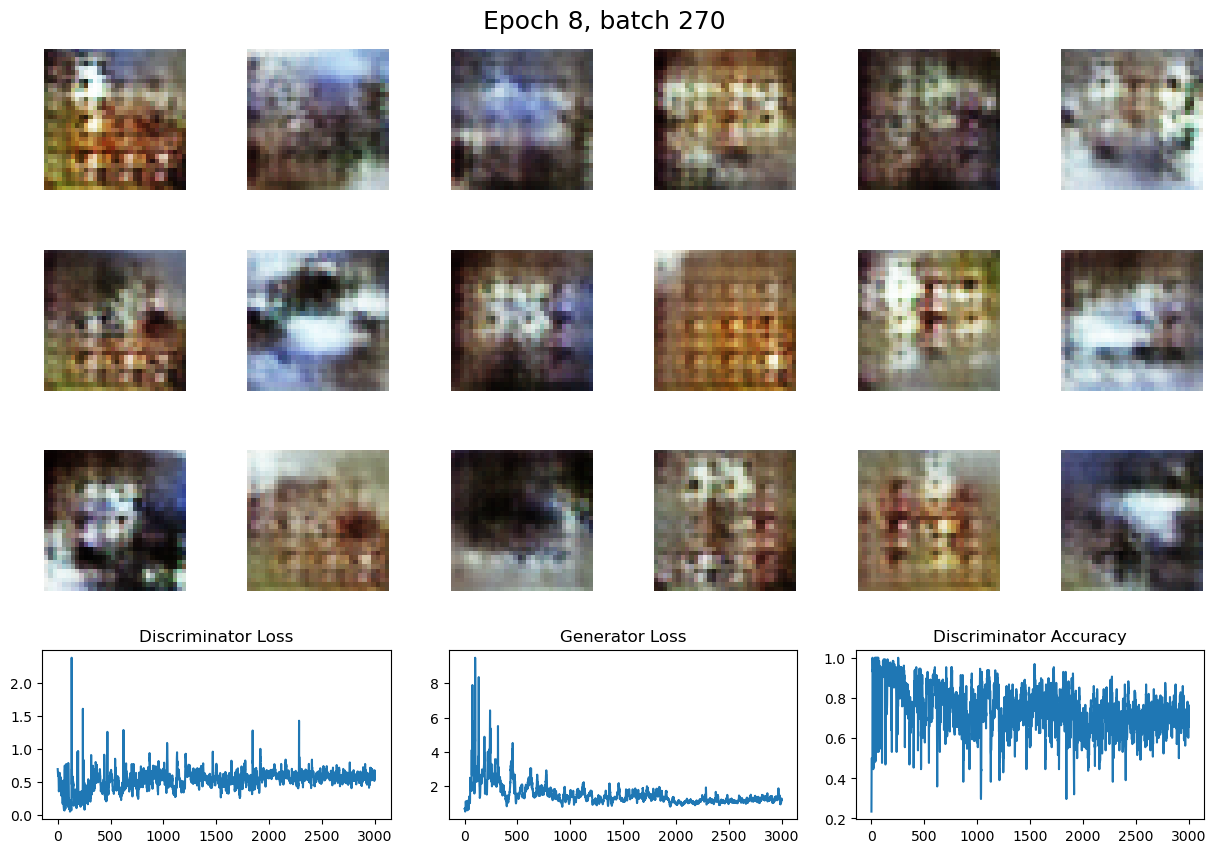 Epoch 8, batch 270
Discriminator Loss
Generator Loss
Discriminator Accuracy
2.0
1.5
1.0
0.5
0.0
0 500 1000 1500 2000 2500 3000
8
6
4
2
0 500 1000 1500 2000 2500 3000
1.0
0.8
0.6
0.4
0.2
0 500 1000 1500 2000 2500 3000